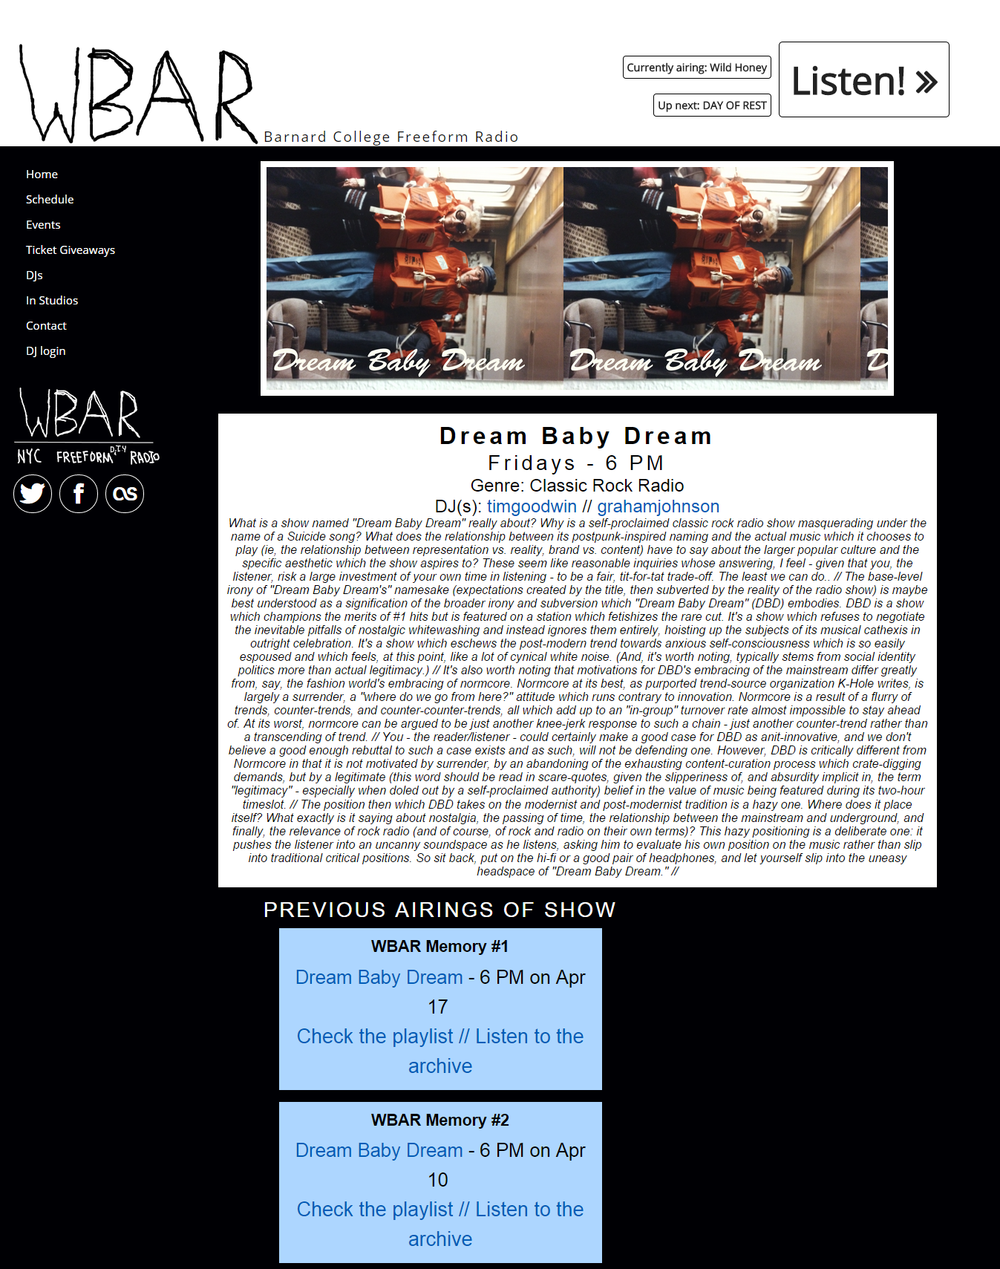 WBAR
Barnard College Freeform Radio
Currently airing: Wild Honey
Up next: DAY OF REST
Listen! »
Home
Schedule
Events
Ticket Giveaways
DJs
In Studios
Contact
DJ login
WBAR
NYC FREEFORM DIY RADIO
Dream Baby Dream Dream Baby Dream D
Dream Baby Dream
Fridays - 6 PM
Genre: Classic Rock Radio
DJ(s): timgoodwin // grahamjohnson
What is a show named "Dream Baby Dream" really about? Why is a self-proclaimed classic rock radio show masquerading under the
name of a Suicide song? What does the relationship between its postpunk-inspired naming and the actual music which it chooses to
play (ie, the relationship between representation vs. reality, brand vs. content) have to say about the larger popular culture and the
specific aesthetic which the show aspires to? These seem like reasonable inquiries whose answering, I feel - given that you, the
listener, risk a large investment of your own time in listening - to be a fair, tit-for-tat trade-off. The least we can do.. // The base-level
irony of "Dream Baby Dream's" namesake (expectations created by the title, then subverted by the reality of the radio show) is maybe
best understood as a signification of the broader irony and subversion which "Dream Baby Dream" (DBD) embodies. DBD is a show
which champions the merits of #1 hits but is featured on a station which fetishizes the rare cut. It's a show which refuses to negotiate
the inevitable pitfalls of nostalgic whitewashing and instead ignores them entirely, hoisting up the subjects of its musical cathexis in
outright celebration. It's a show which eschews the post-modern trend towards anxious self-consciousness which is so easily
espoused and which feels, at this point, like a lot of cynical white noise. (And, it's worth noting, typically stems from social identity
politics more than actual legitimacy.) // It's also worth noting that motivations for DBD's embracing of the mainstream differ greatly
from, say, the fashion world's embracing of normcore. Normcore at its best, as purported trend-source organization K-Hole writes, is
largely a surrender, a "where do we go from here?" attitude which runs contrary to innovation. Normcore is a result of a flurry of
trends, counter-trends, and counter-counter-trends, all which add up to an "in-group" turnover rate almost impossible to stay ahead
of. At its worst, normcore can be argued to be just another knee-jerk response to such a chain - just another counter-trend rather than
a transcending of trend. // You - the reader/listener - could certainly make a good case for DBD as anit-innovative, and we don't
believe a good enough rebuttal to such a case exists and as such, will not be defending one. However, DBD is critically different from
Normcore in that it is not motivated by surrender, by an abandoning of the exhausting content-curation process which crate-digging
demands, but by a legitimate (this word should be read in scare-quotes, given the slipperiness of, and absurdity implicit in, the term
"legitimacy" - especially when doled out by a self-proclaimed authority) belief in the value of music being featured during its two-hour
timeslot. // The position then which DBD takes on the modernist and post-modernist tradition is a hazy one. Where does it place
itself? What exactly is it saying about nostalgia, the passing of time, the relationship between the mainstream and underground, and
finally, the relevance of rock radio (and of course, of rock and radio on their own terms)? This hazy positioning is a deliberate one: it
pushes the listener into an uncanny soundspace as he listens, asking him to evaluate his own position on the music rather than slip
into traditional critical positions. So sit back, put on the hi-fi or a good pair of headphones, and let yourself slip into the uneasy
headspace of "Dream Baby Dream." //
PREVIOUS AIRINGS OF SHOW
WBAR Memory #1
Dream Baby Dream - 6 PM on Apr
17
Check the playlist // Listen to the
archive
WBAR Memory #2
Dream Baby Dream - 6 PM on Apr
10
Check the playlist // Listen to the
archive